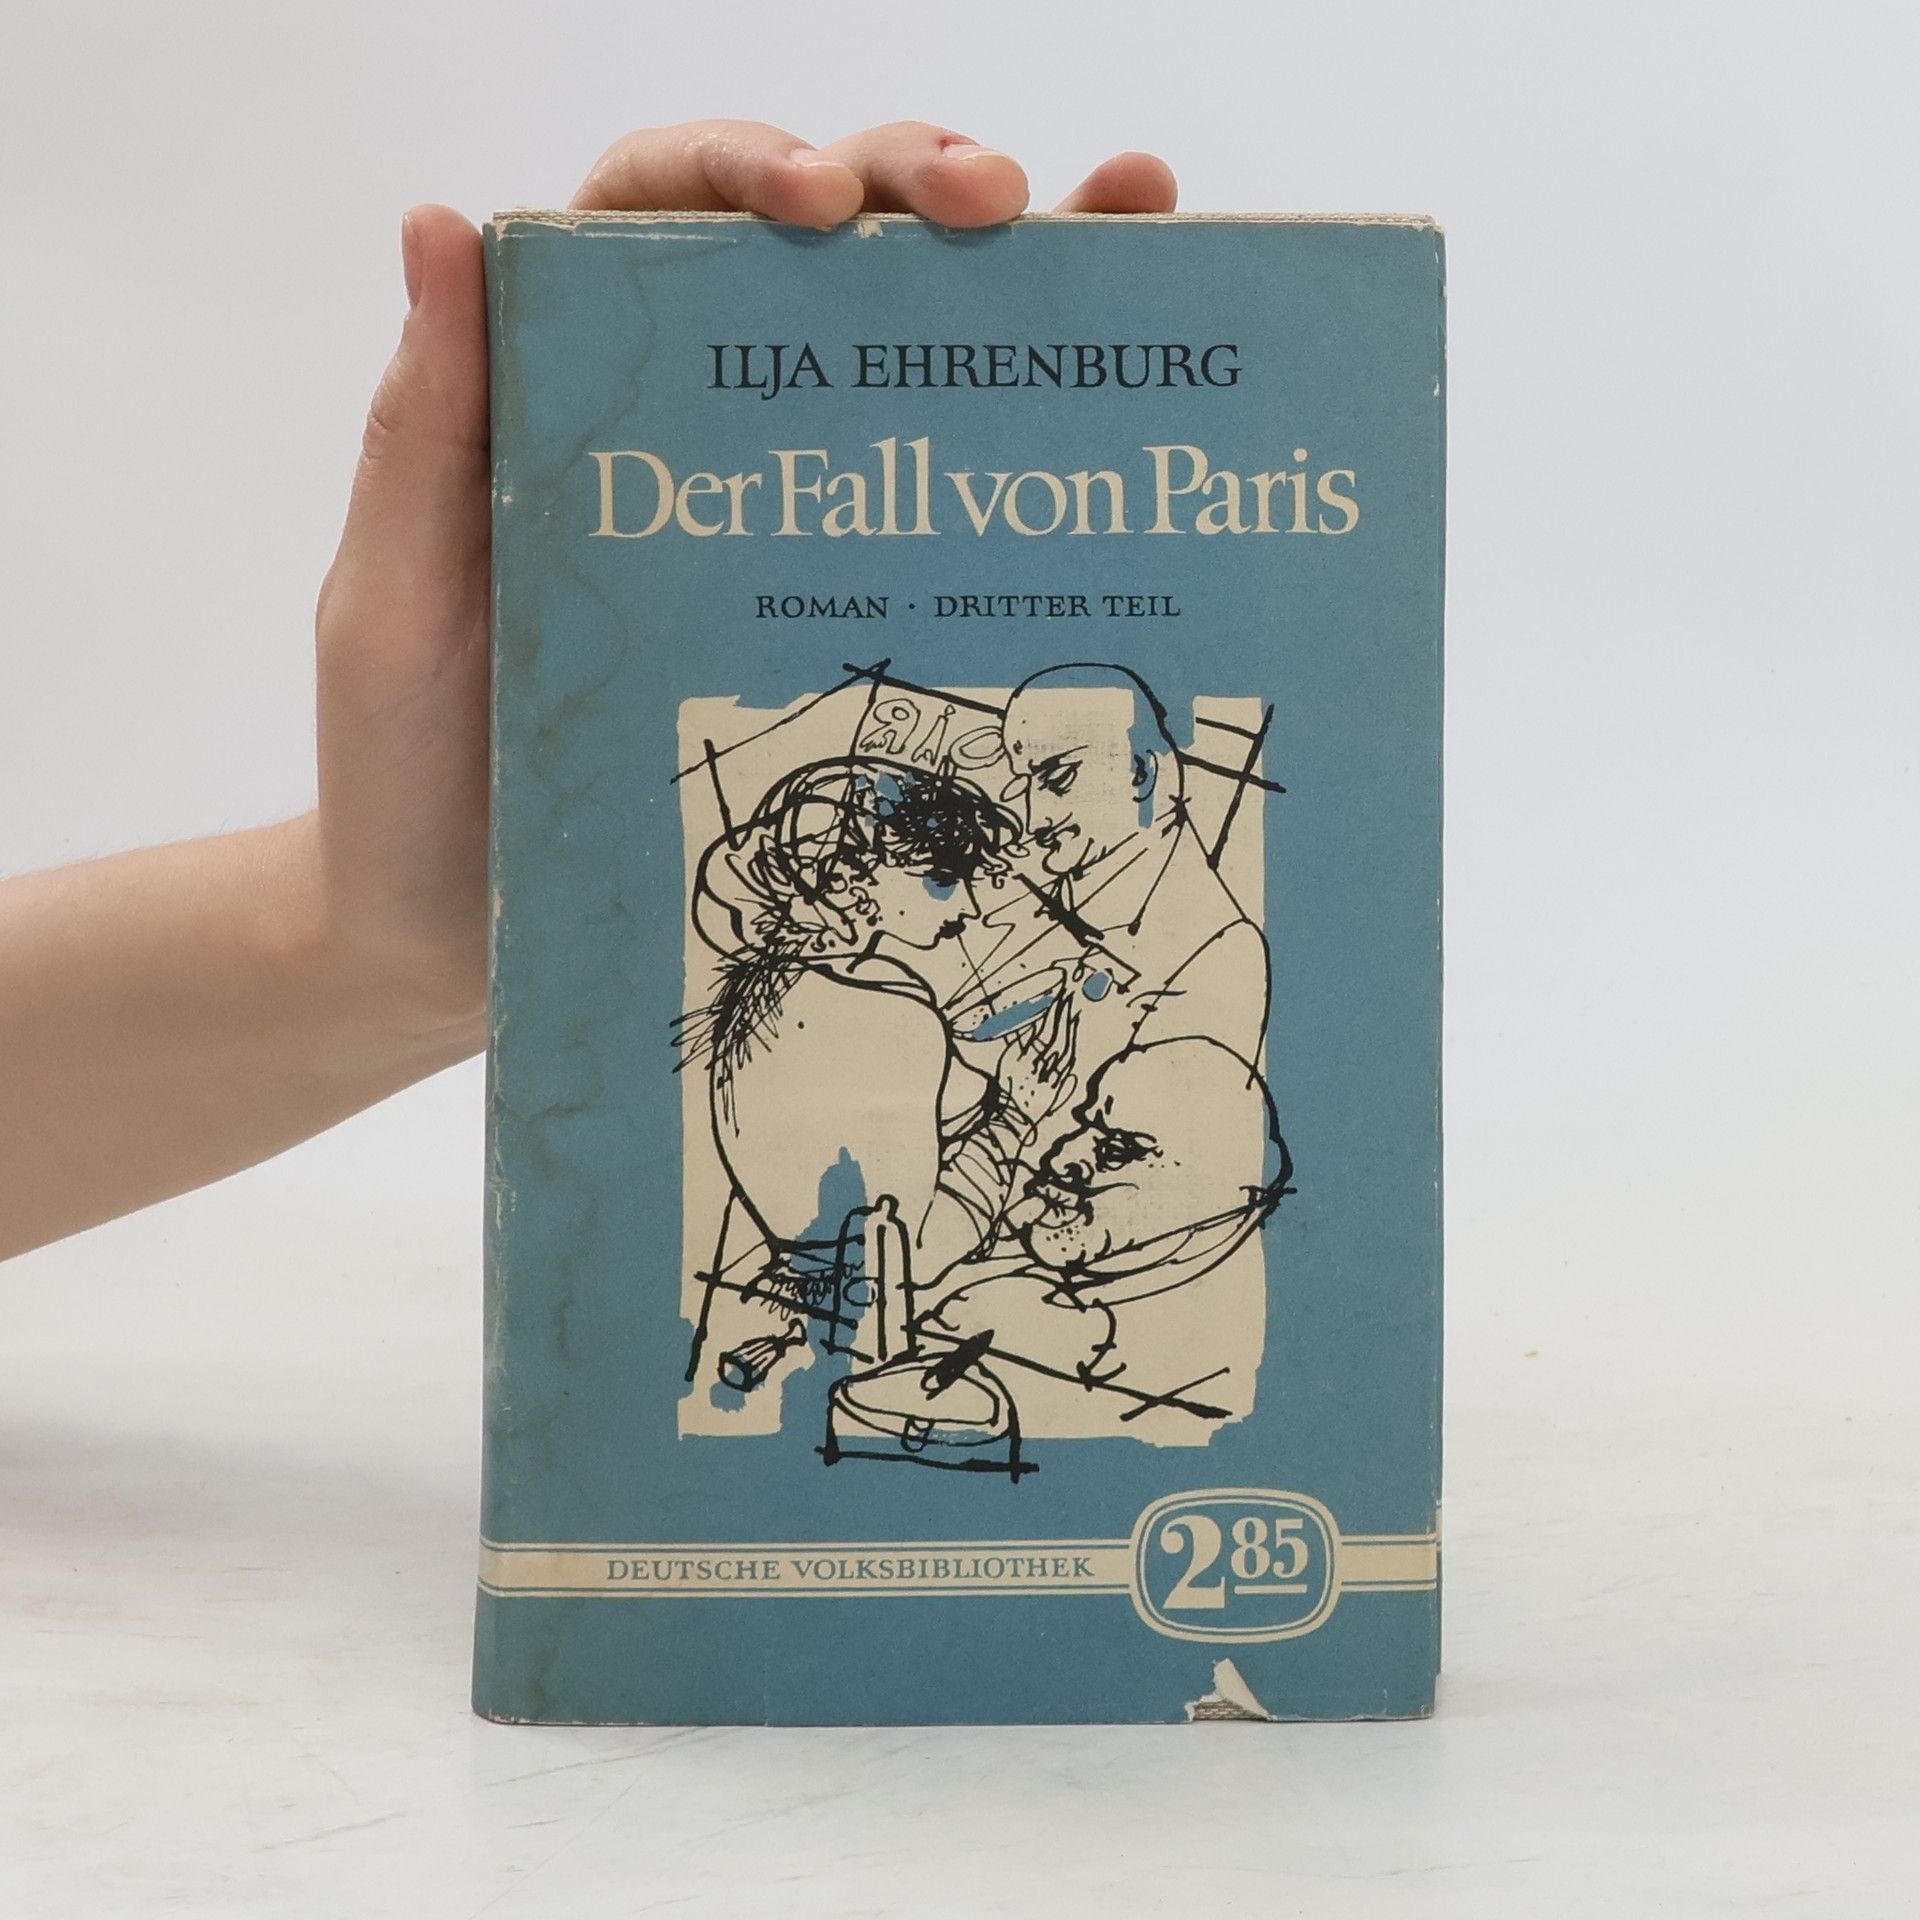 ILJA EHRENBURG
Der Fall von Paris
ROMAN · DRITTER TEIL
DEUTSCHE VOLKSBIBLIOTHEK
2 85